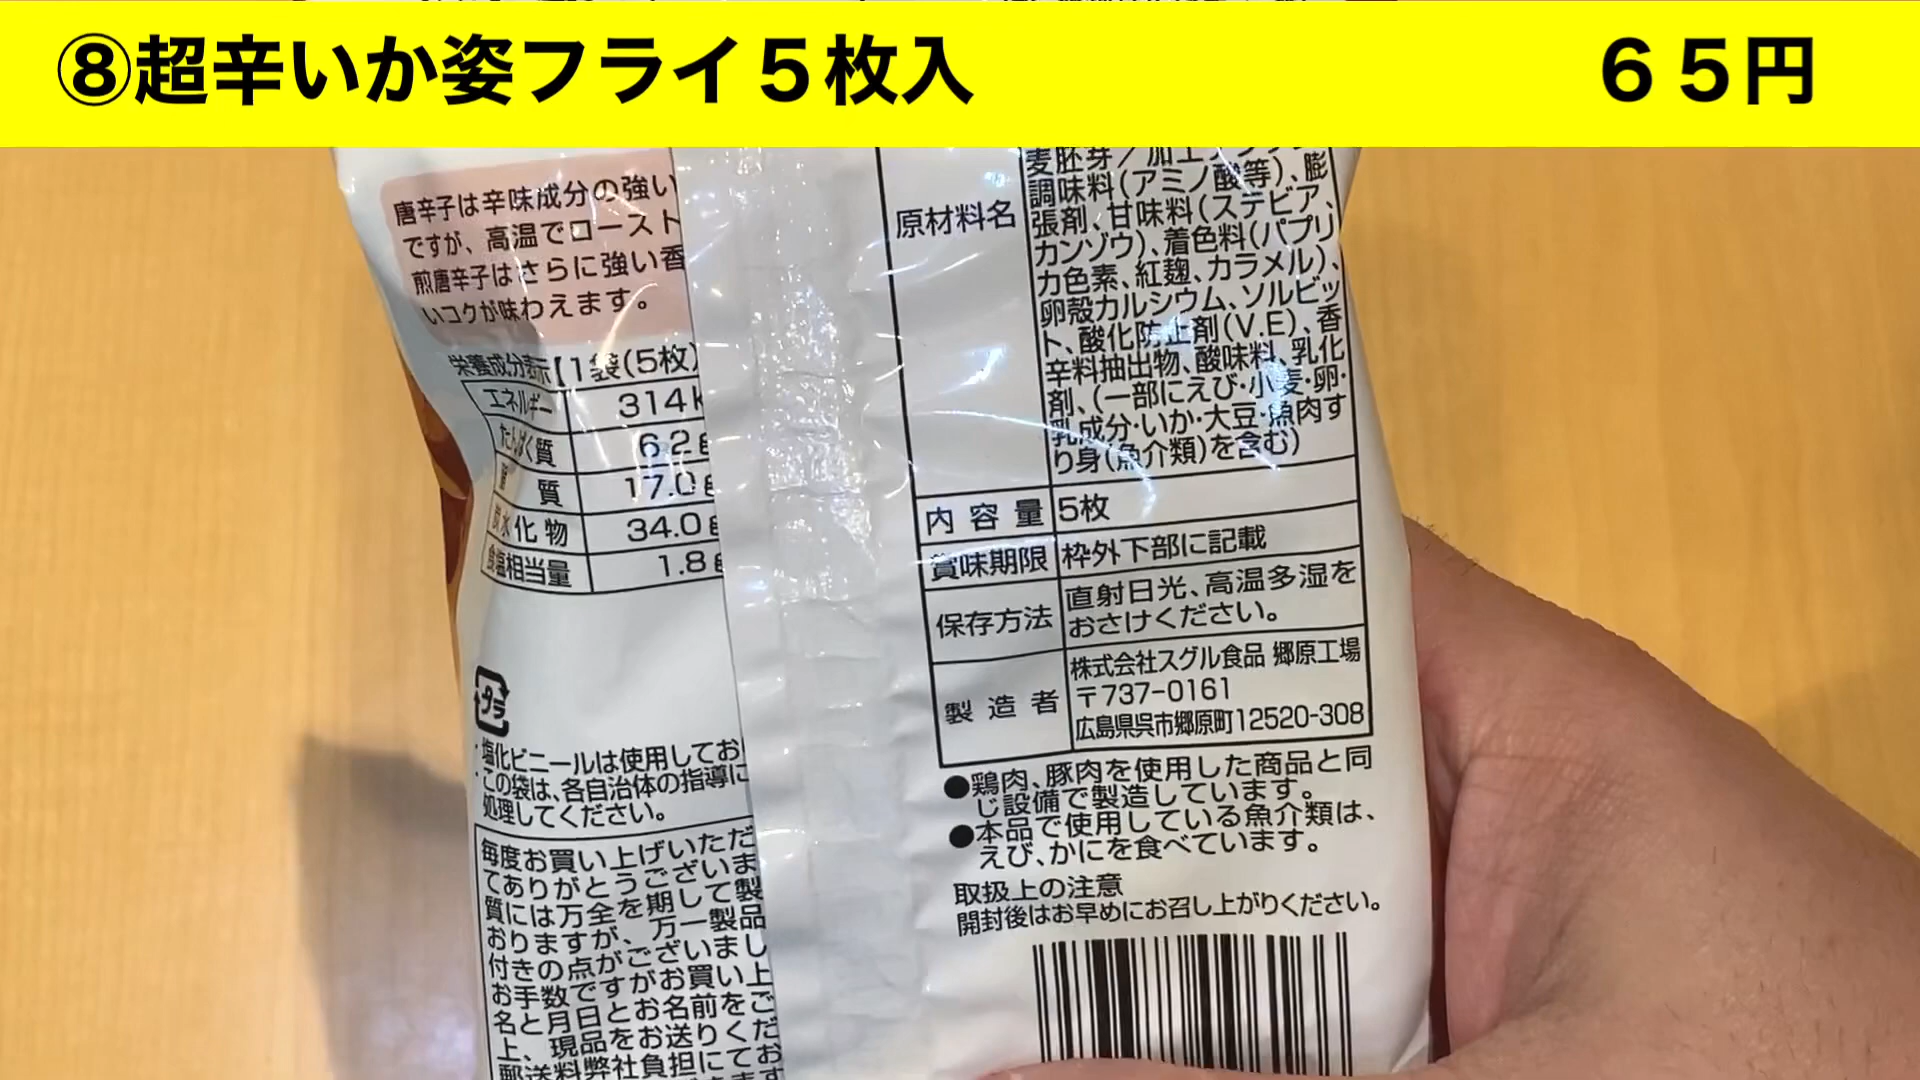 ⑧超辛いか姿フライ５枚入
６５円
唐辛子は辛味成分の強い
ですが、高温でロースト
煎唐辛子はさらに強い香
いコクが味わえます。
栄養成分表示【1袋(5枚)
エネルギー 314k
たんぱく質 6.2g
脂質 17.0g
炭水化物 34.0g
食塩相当量 1.8g
プラ
・塩化ビニールは使用してお
・この袋は、各自治体の指導に
処理してください。
毎度お買い上げいただ
てありがとうございま
質には万全を期して製
おりますが、万一製品
付きの点がございまし
お手数ですがお買い上
名と月日とお名前をご
上、現品をお送りくだ
郵送料弊社負担にてお
原材料名
麦胚芽／加工
調味料(アミノ酸等)、膨
張剤、甘味料(ステビア、
カンゾウ)、着色料(パプリ
カ色素、紅麹、カラメル)、
卵殻カルシウム、ソルビッ
ト、酸化防止剤(V.E)、香
辛料抽出物、酸味料、乳化
剤、(一部にえび・小麦・卵・
乳成分・いか・大豆・魚肉す
り身(魚介類)を含む)
内容量 5枚
賞味期限 枠外下部に記載
保存方法 直射日光、高温多湿を
おさけください。
製造者 株式会社スグル食品 郷原工場
〒737-0161
広島県呉市郷原町12520-308
●鶏肉、豚肉を使用した商品と同
じ設備で製造しています。
●本品で使用している魚介類は、
えび、かにを食べています。
取扱上の注意
開封後はお早めにお召し上がりください。